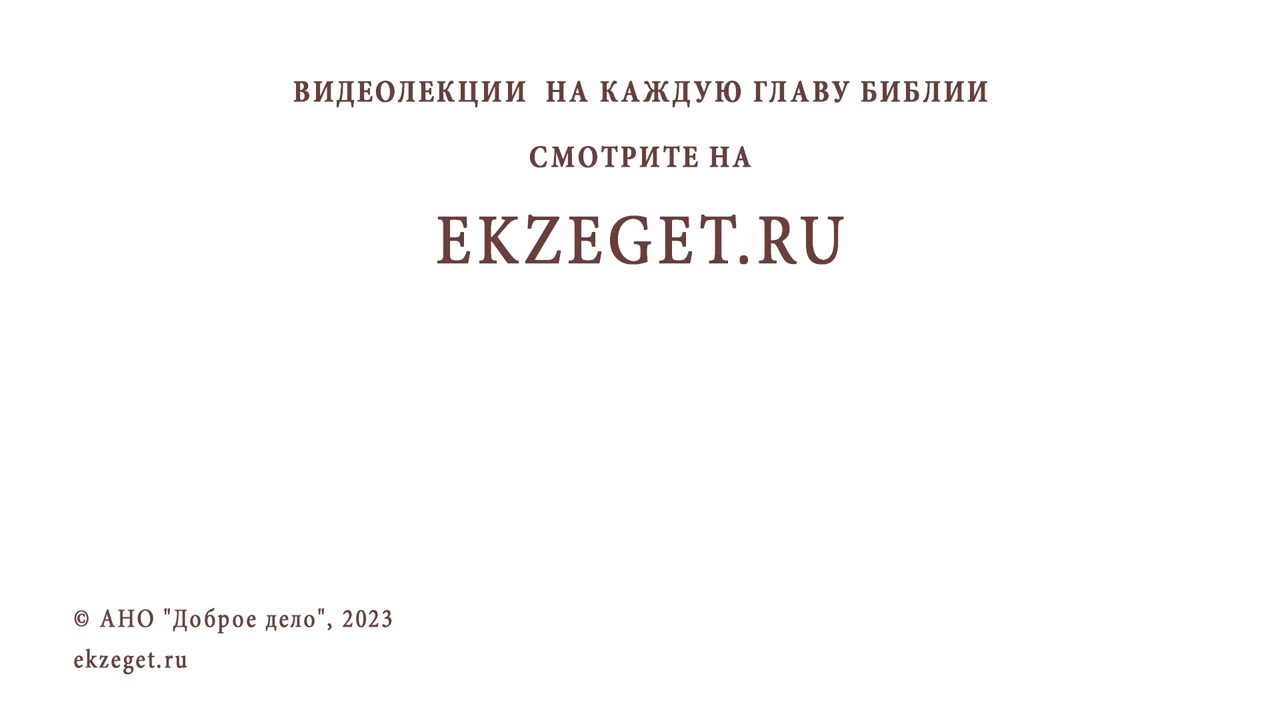 ВИДЕОЛЕКЦИИ НА КАЖДУЮ ГЛАВУ БИБЛИИ
СМОТРИТЕ НА
EKZEGET.RU
© АНО "Доброе дело", 2023
ekzeget.ru